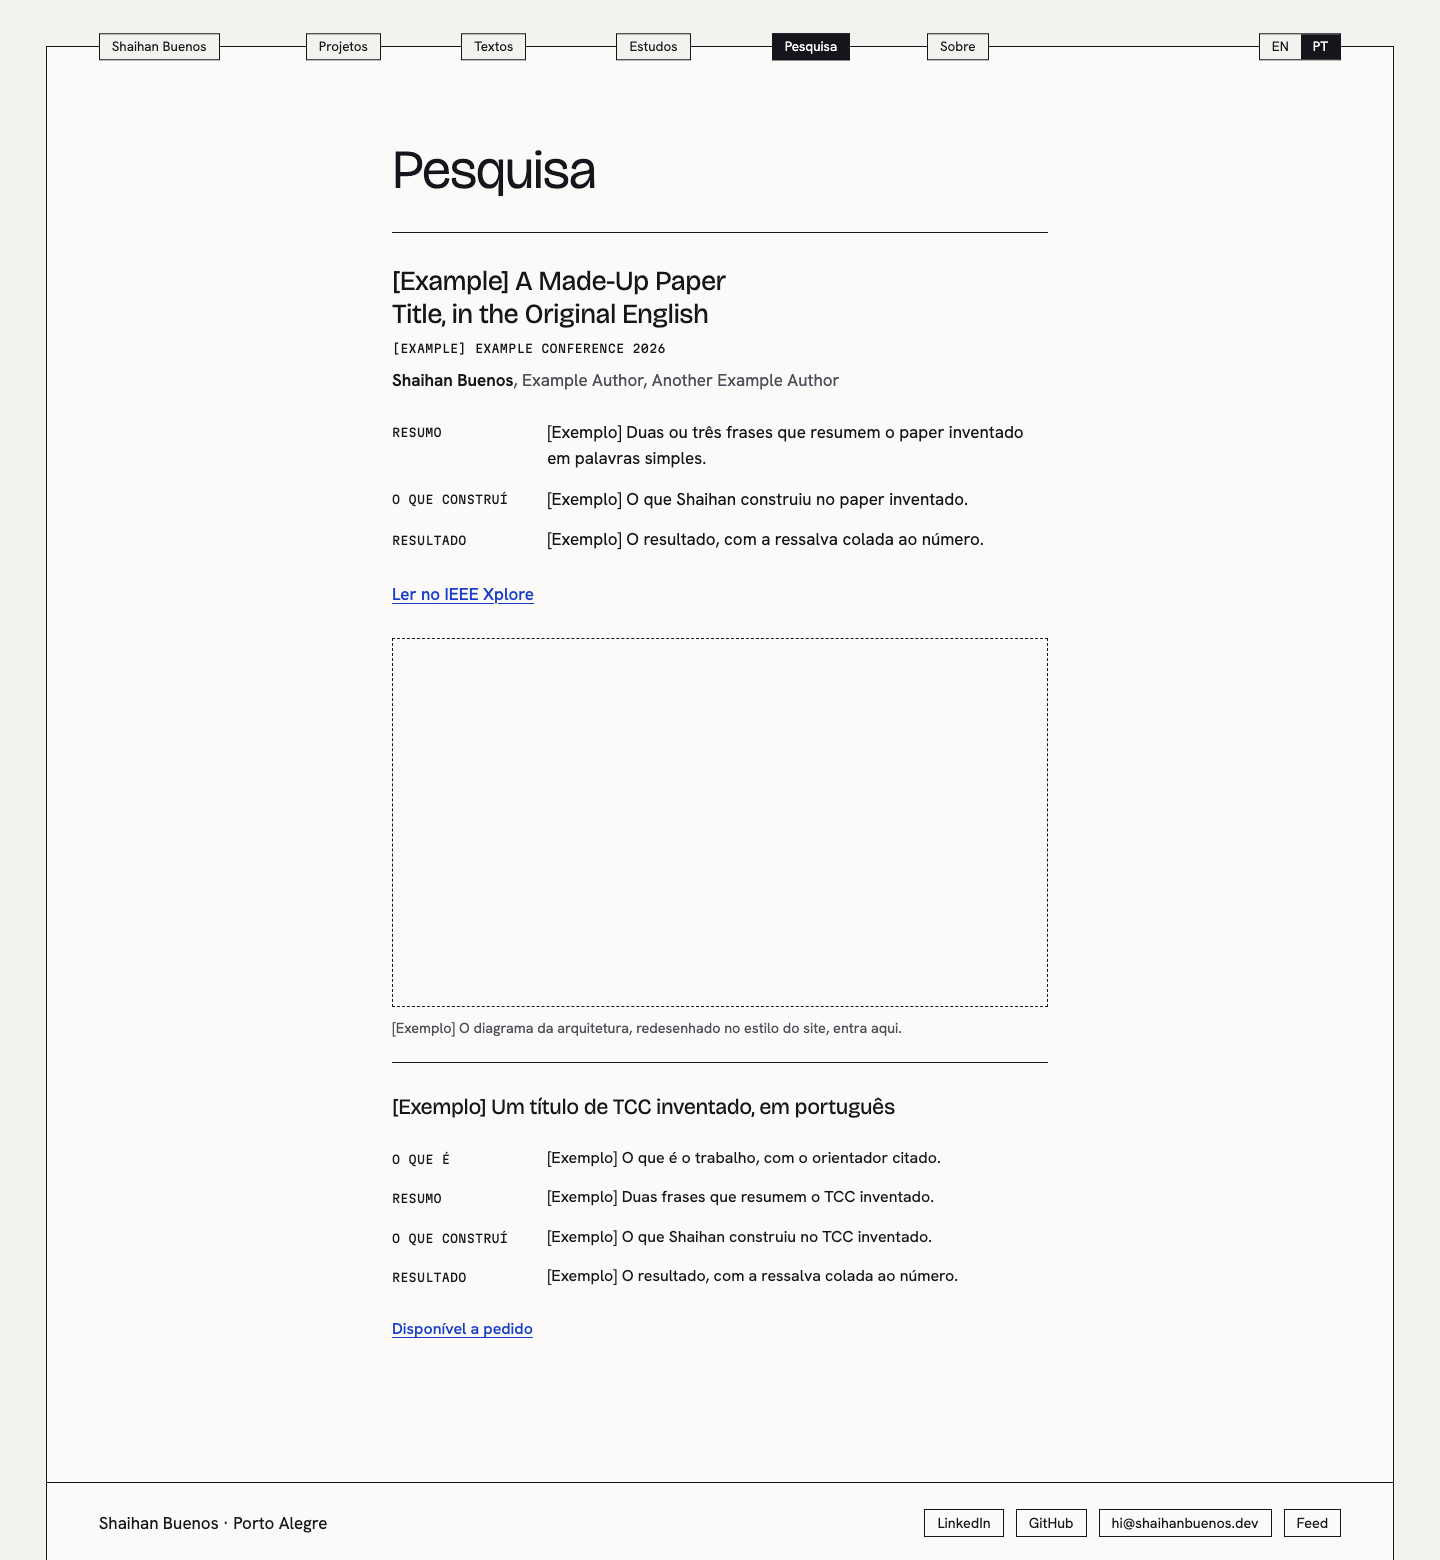 Shaihan Buenos
Projetos
Textos
Estudos
Pesquisa
Sobre
EN
PT
Pesquisa
[Example] A Made-Up Paper
Title, in the Original English
[EXAMPLE] EXAMPLE CONFERENCE 2026
Shaihan Buenos, Example Author, Another Example Author
RESUMO
[Exemplo] Duas ou três frases que resumem o paper inventado
em palavras simples.
O QUE CONSTRUÍ
[Exemplo] O que Shaihan construiu no paper inventado.
RESULTADO
[Exemplo] O resultado, com a ressalva colada ao número.
Ler no IEEE Xplore
[Exemplo] O diagrama da arquitetura, redesenhado no estilo do site, entra aqui.
[Exemplo] Um título de TCC inventado, em português
O QUE É
[Exemplo] O que é o trabalho, com o orientador citado.
RESUMO
[Exemplo] Duas frases que resumem o TCC inventado.
O QUE CONSTRUÍ
[Exemplo] O que Shaihan construiu no TCC inventado.
RESULTADO
[Exemplo] O resultado, com a ressalva colada ao número.
Disponível a pedido
Shaihan Buenos · Porto Alegre
LinkedIn
GitHub
hi@shaihanbuenos.dev
Feed